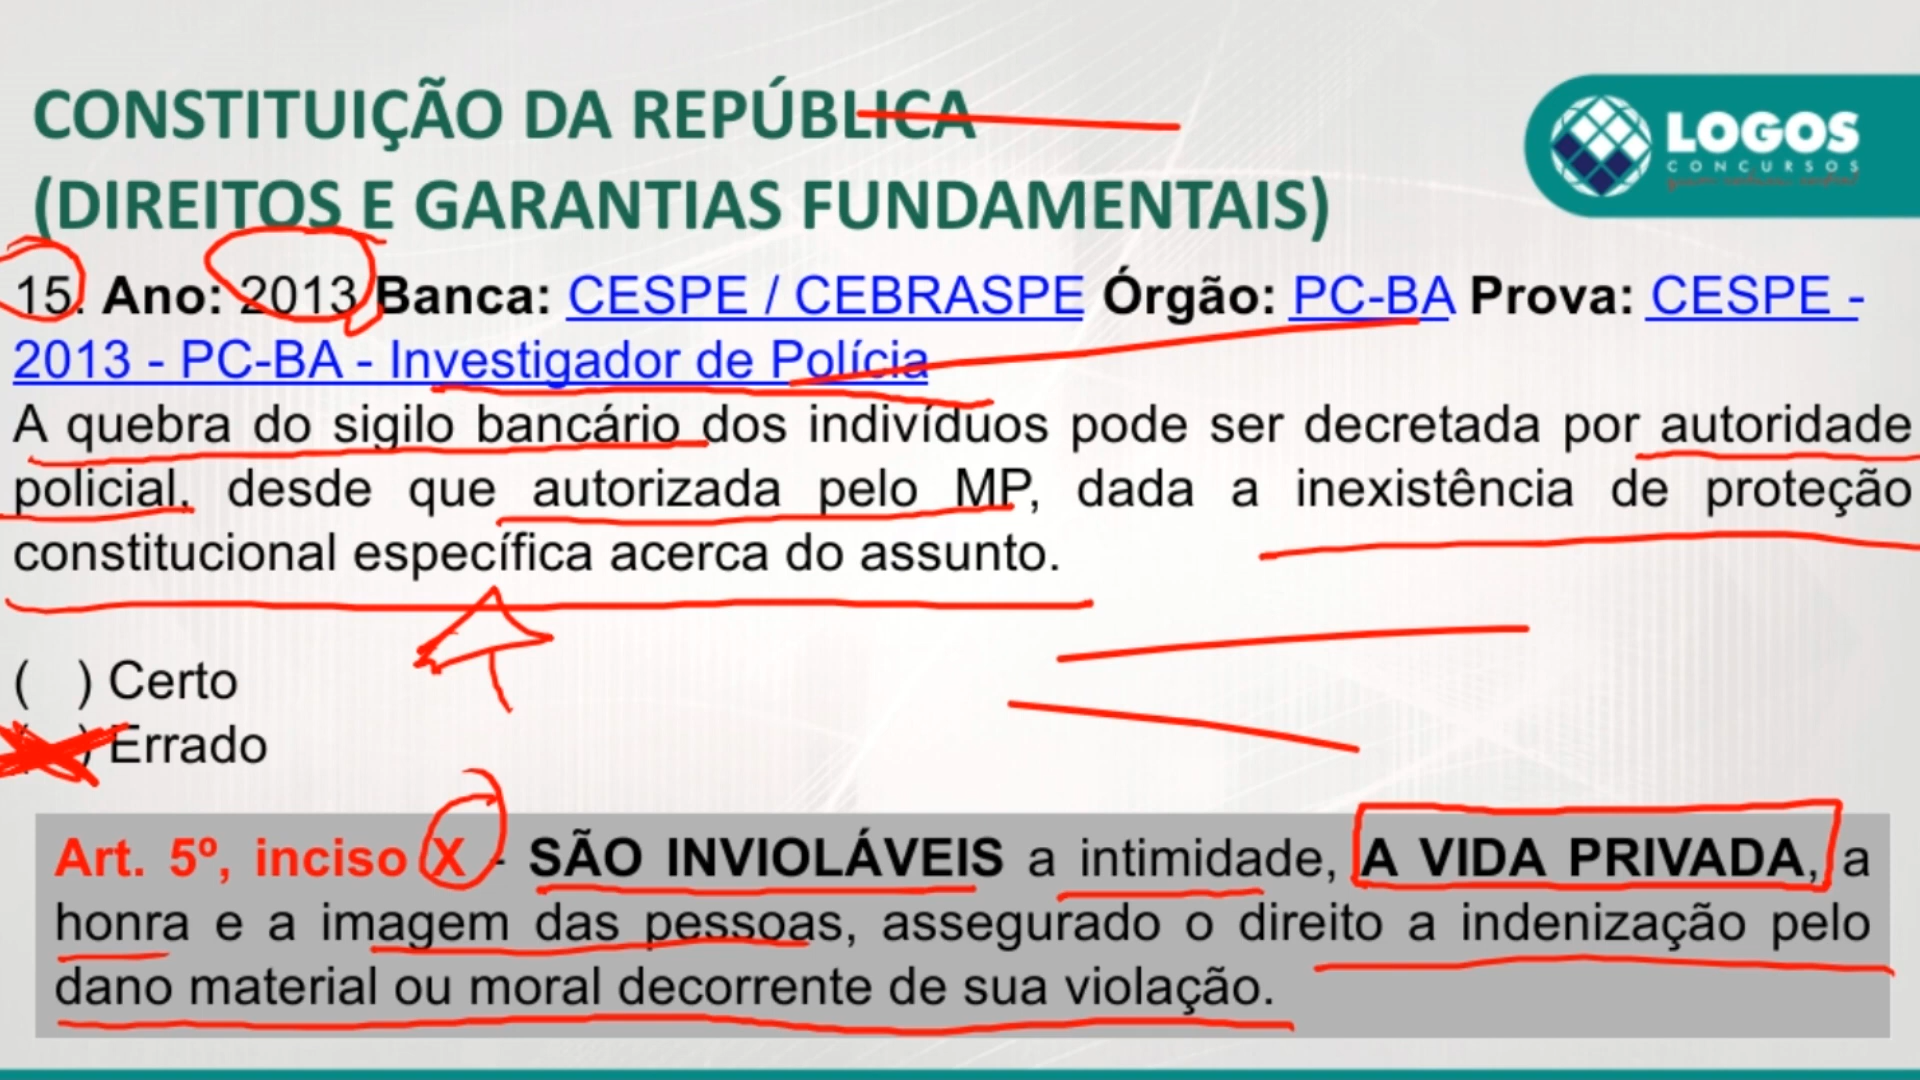 CONSTITUIÇÃO DA REPÚBLICA
(DIREITOS E GARANTIAS FUNDAMENTAIS)
LOGOS
CONCURSOS
15. Ano: 2013 Banca: CESPE / CEBRASPE Órgão: PC-BA Prova: CESPE -
2013 - PC-BA - Investigador de Polícia
A quebra do sigilo bancário dos indivíduos pode ser decretada por autoridade
policial, desde que autorizada pelo MP, dada a inexistência de proteção
constitucional específica acerca do assunto.
( ) Certo
( ) Errado
Art. 5º, inciso X - SÃO INVIOLÁVEIS a intimidade, A VIDA PRIVADA, a
honra e a imagem das pessoas, assegurado o direito a indenização pelo
dano material ou moral decorrente de sua violação.